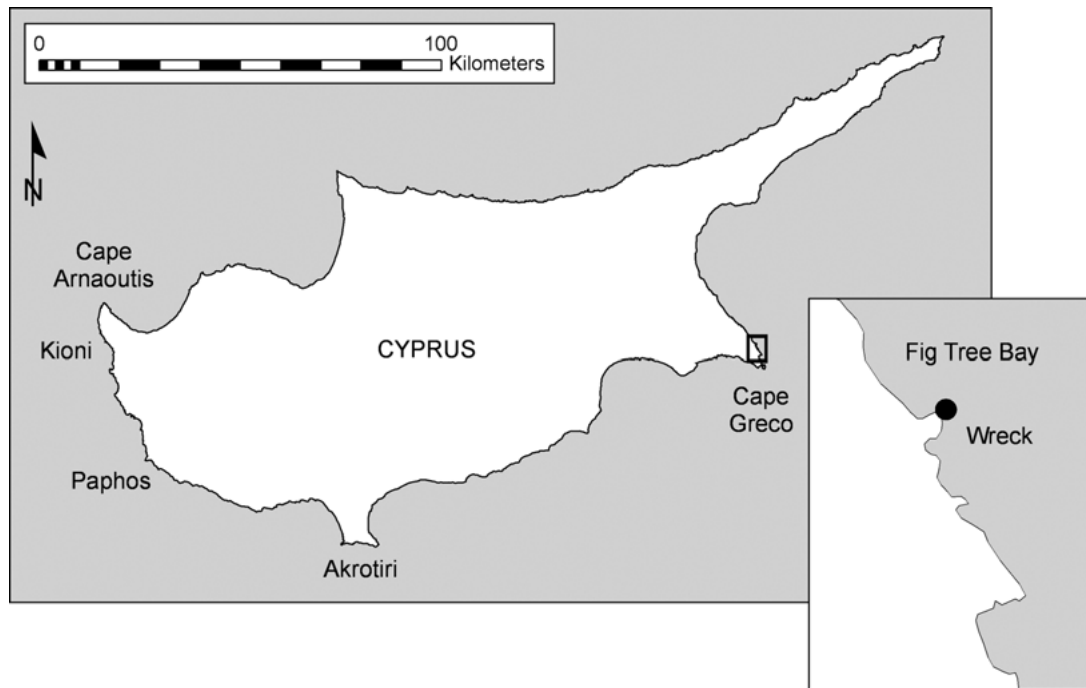 0 100
Kilometers
N
Cape
Arnaoutis
Kioni
CYPRUS
Fig Tree Bay
Cape
Greco
Wreck
Paphos
Akrotiri